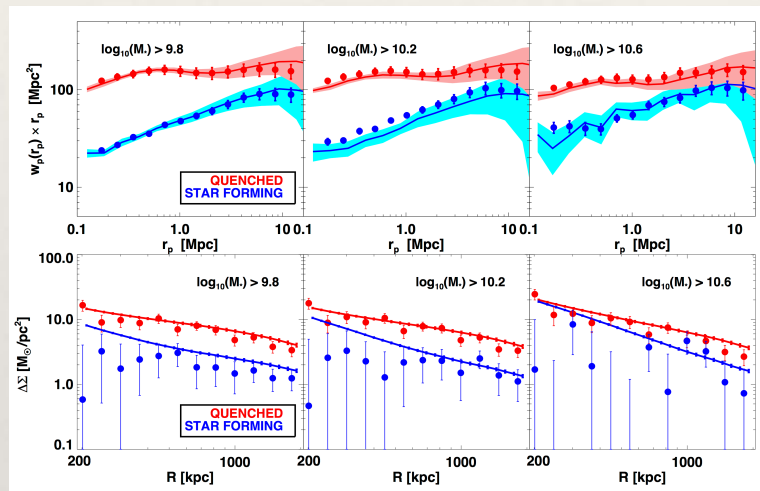 log₁₀(M*) > 9.8
log₁₀(M*) > 10.2
log₁₀(M*) > 10.6
wₚ(rₚ) × rₚ [Mpc²]
100
10
QUENCHED
STAR FORMING
0.1 1.0 10 0.1 1.0 10 0.1 1.0 10
rₚ [Mpc] rₚ [Mpc] rₚ [Mpc]
100.0
log₁₀(M*) > 9.8
log₁₀(M*) > 10.2
log₁₀(M*) > 10.6
ΔΣ [M☉/pc²]
10.0
1.0
0.1
QUENCHED
STAR FORMING
200 1000 200 1000 200 1000
R [kpc] R [kpc] R [kpc]